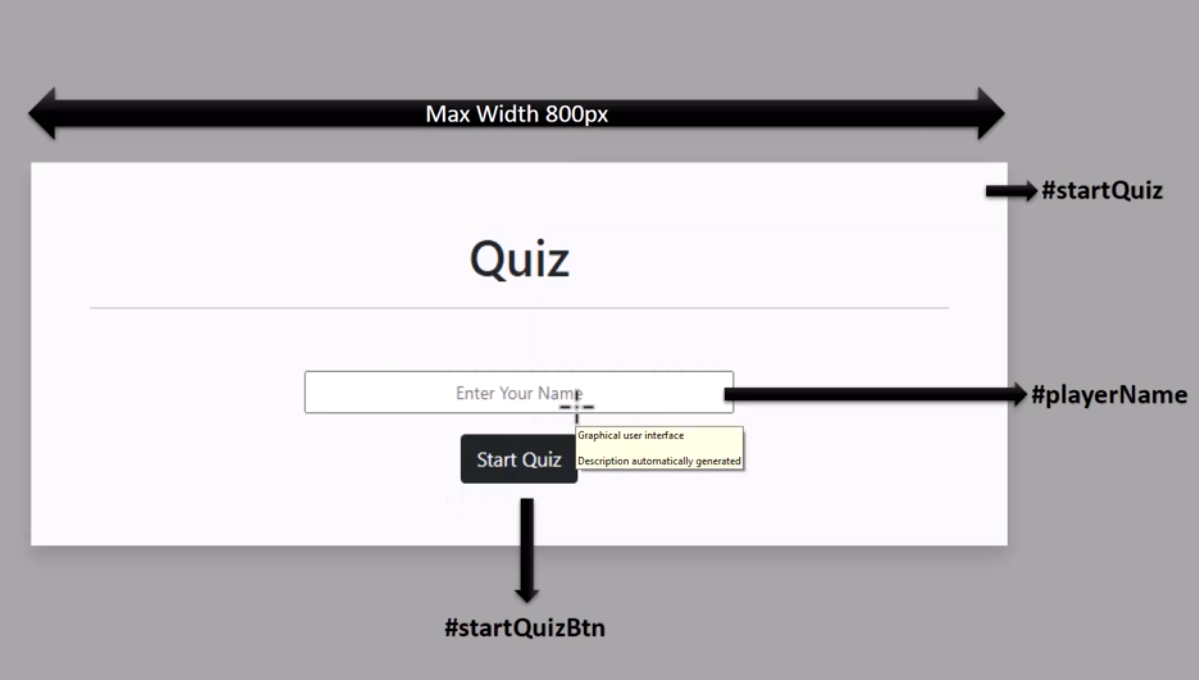 Max Width 800px
#startQuiz
Quiz
Enter Your Name
#playerName
Graphical user interface
Start Quiz
Description automatically generated
#startQuizBtn